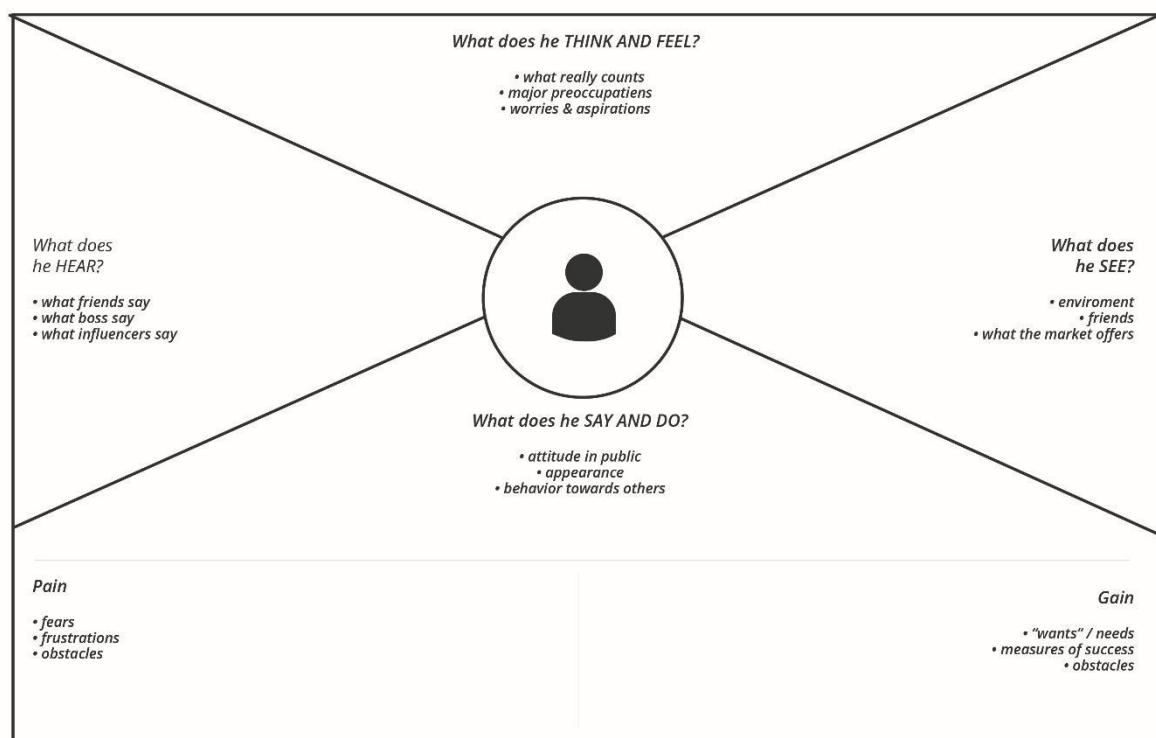 What does he THINK AND FEEL?
• what really counts
• major preoccupatiens
• worries & aspirations
What does
he HEAR?
• what friends say
• what boss say
• what influencers say
What does
he SEE?
• enviroment
• friends
• what the market offers
What does he SAY AND DO?
• attitude in public
• appearance
• behavior towards others
Pain
• fears
• frustrations
• obstacles
Gain
• “wants” / needs
• measures of success
• obstacles